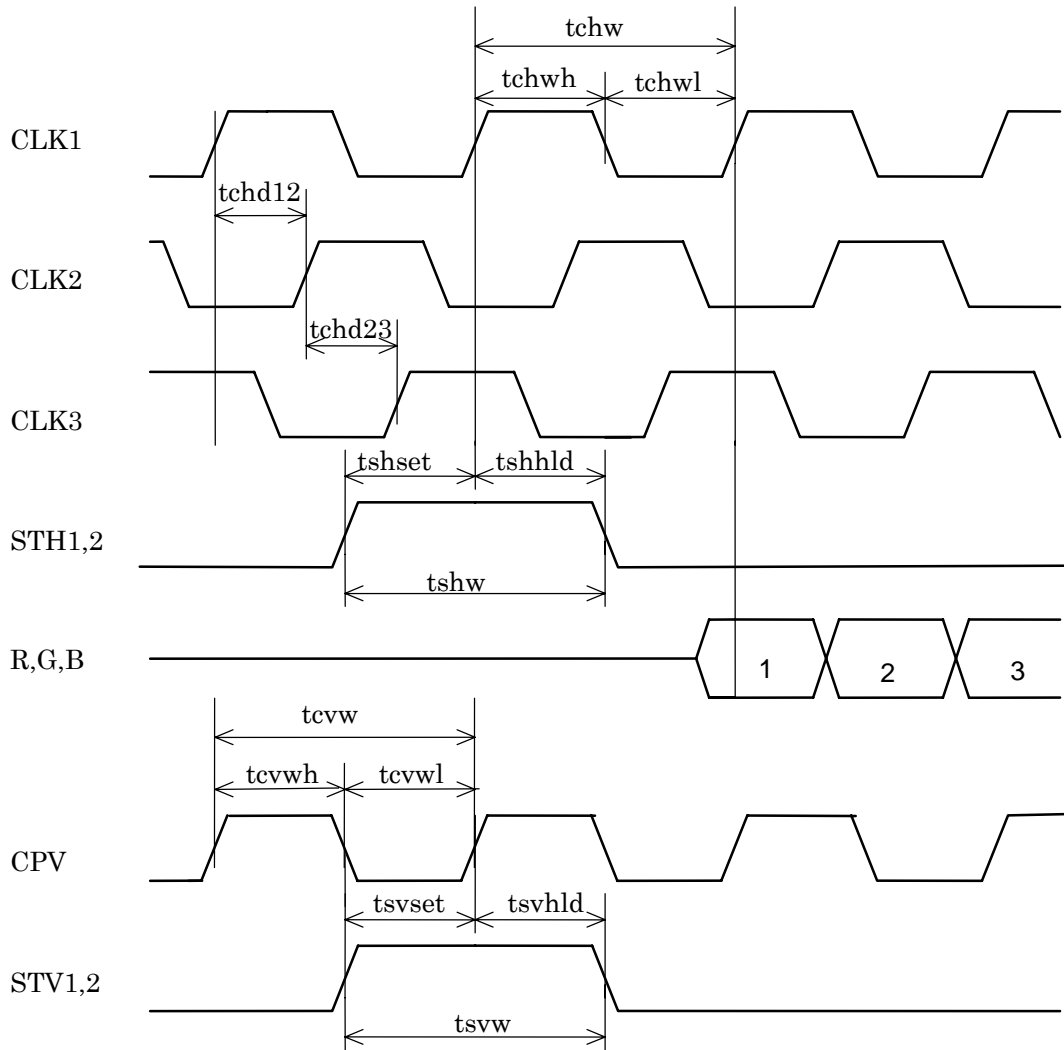 tchw
tchwh
tchwl
CLK1
tchd12
CLK2
tchd23
CLK3
tshset
tshhld
STH1,2
tshw
R,G,B
1
2
3
tcvw
tcvwh
tcvwl
CPV
tsvset
tsvhld
STV1,2
tsvw